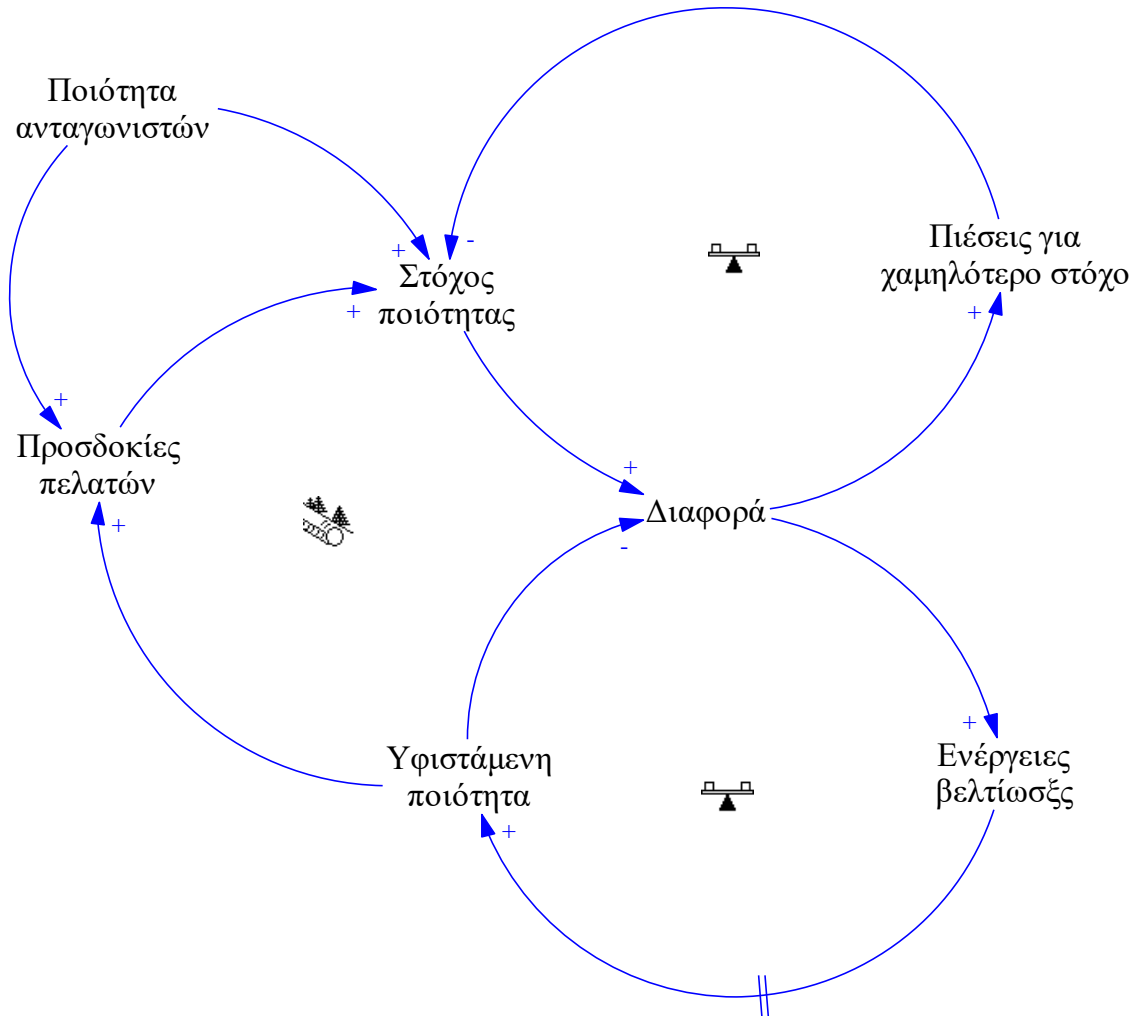 Ποιότητα
ανταγωνιστών
+
-
Στόχος
ποιότητας
+
Πιέσεις για
χαμηλότερο στόχο
+
+
Προσδοκίες
πελατών
+
+
Διαφορά
-
+
Υφιστάμενη
ποιότητα
+
Ενέργειες
βελτίωσξς
+